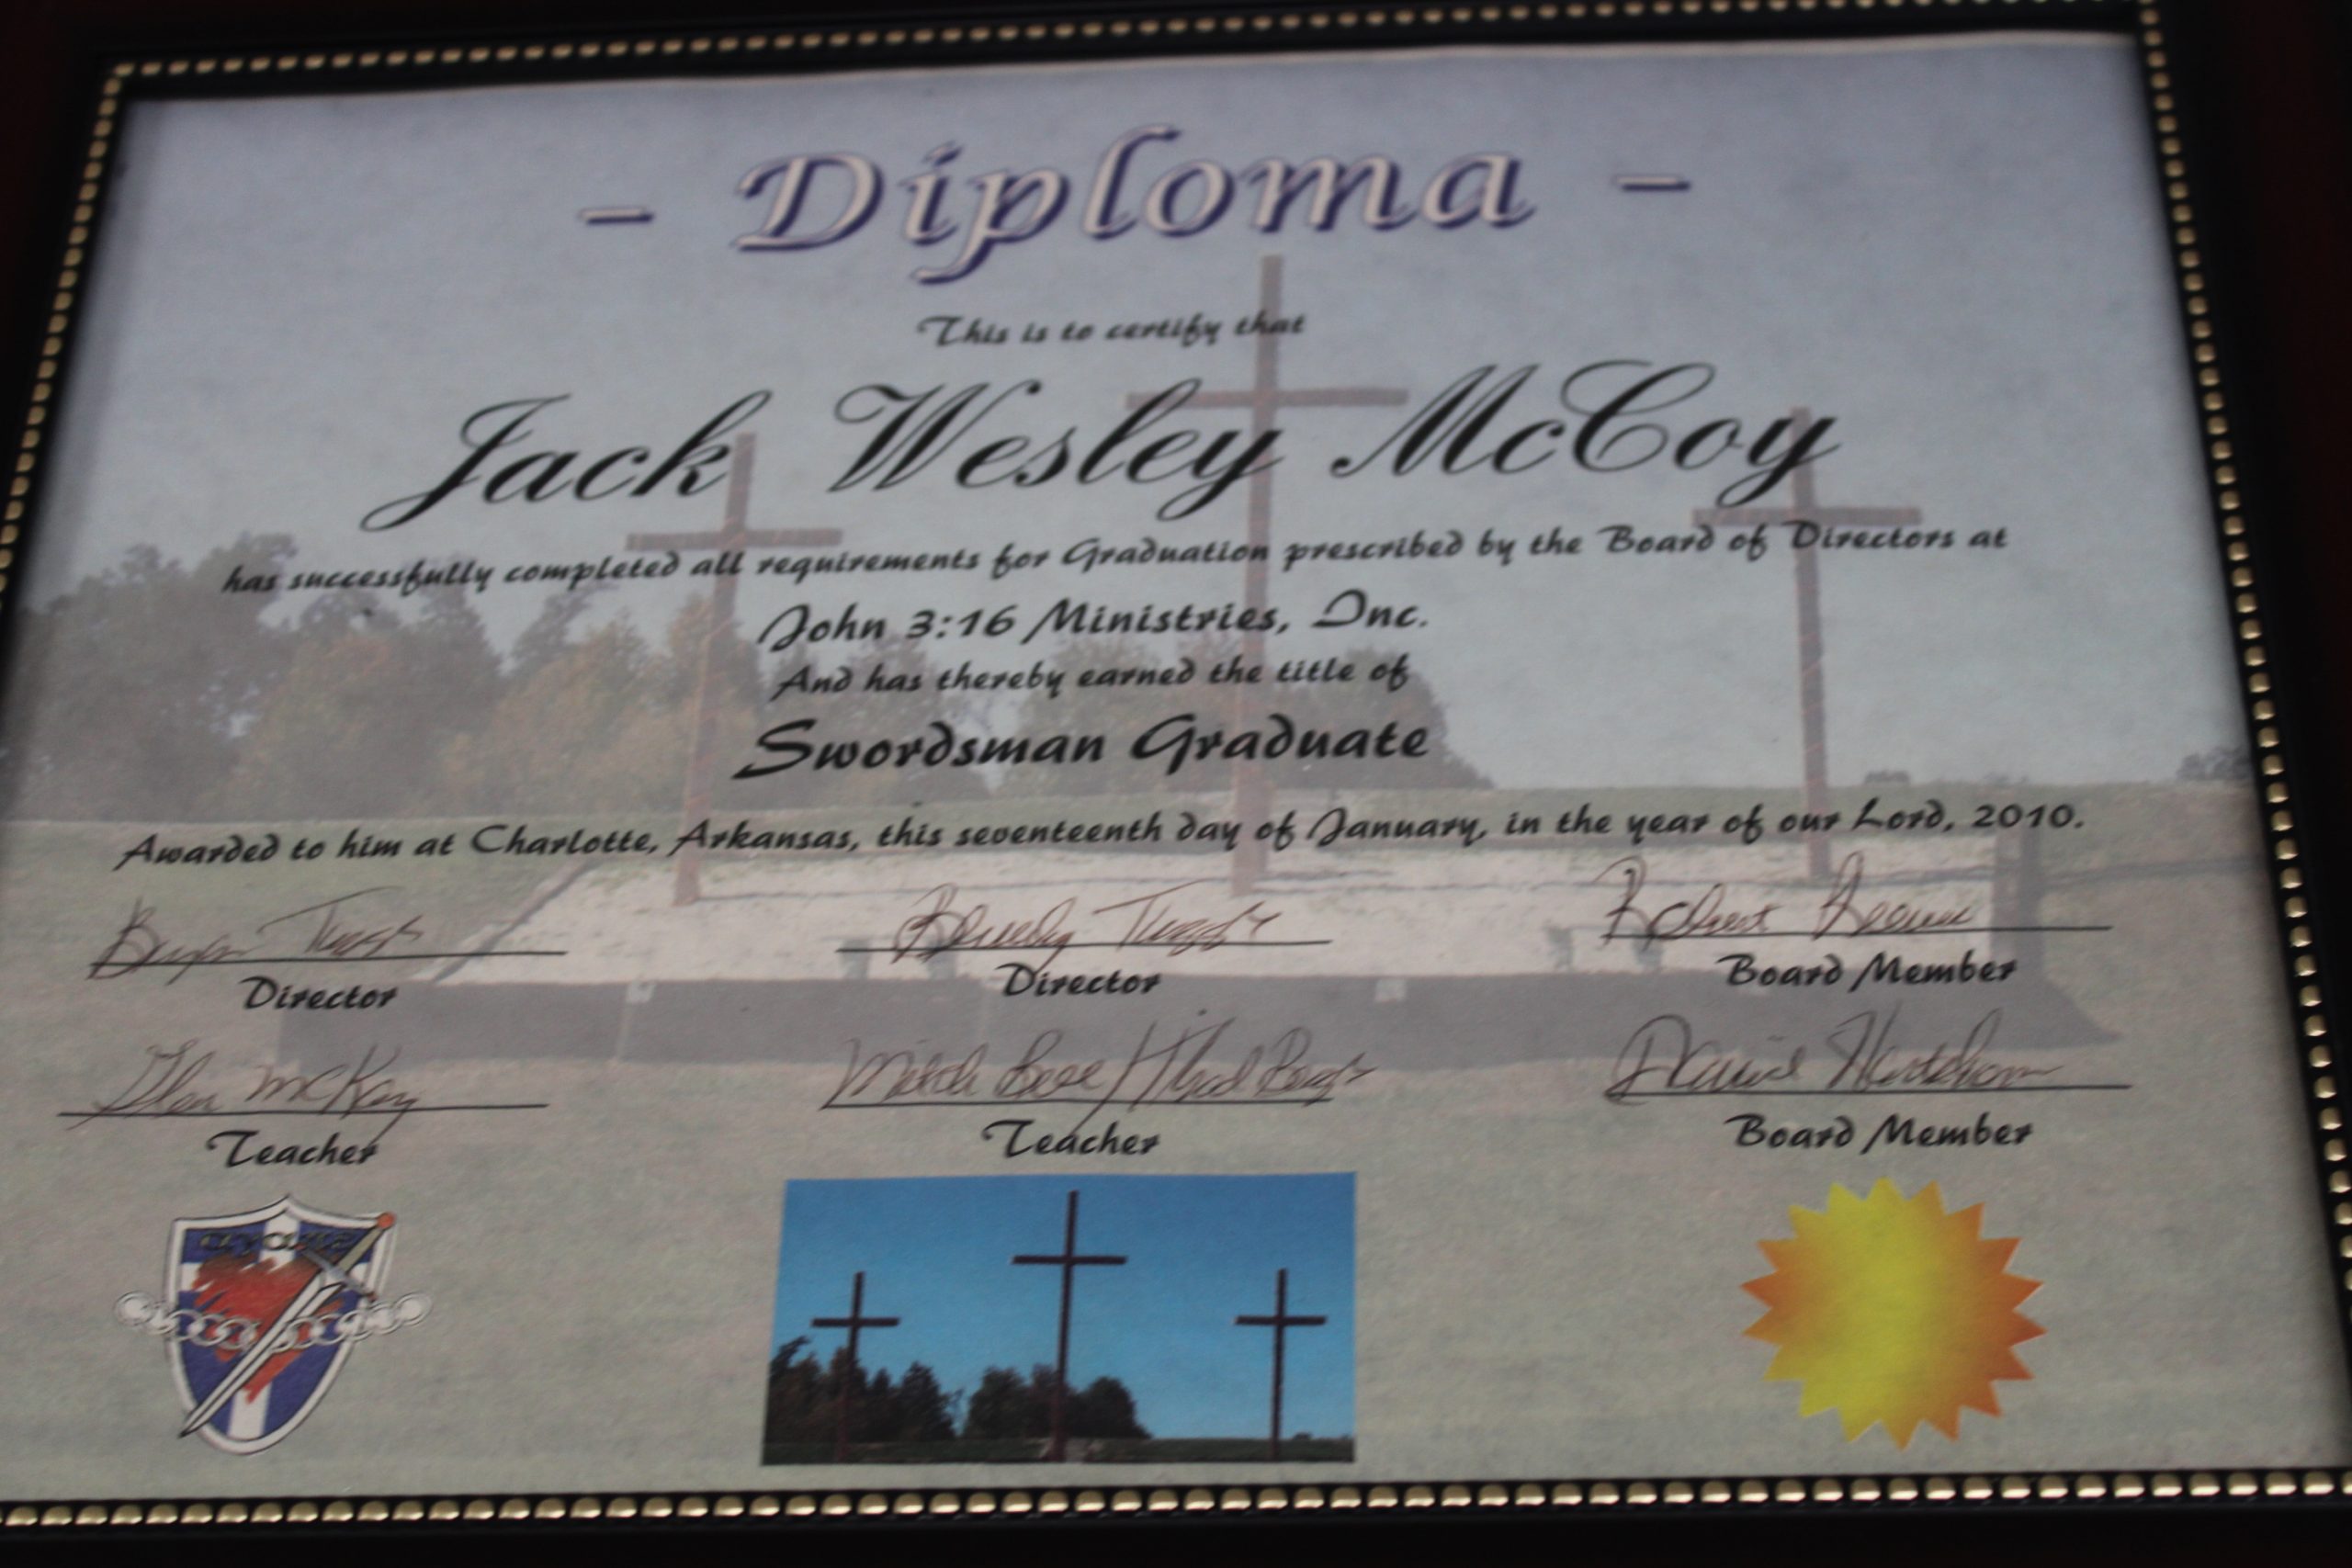 - Diploma -
This is to certify that
Jack Wesley McCoy
has successfully completed all requirements for Graduation prescribed by the Board of Directors at
John 3:16 Ministries, Inc.
And has thereby earned the title of
Swordsman Graduate
Awarded to him at Charlotte, Arkansas, this seventeenth day of January, in the year of our Lord, 2010.
Director
Director
Board Member
Glen McKay
Teacher
Teacher
Board Member